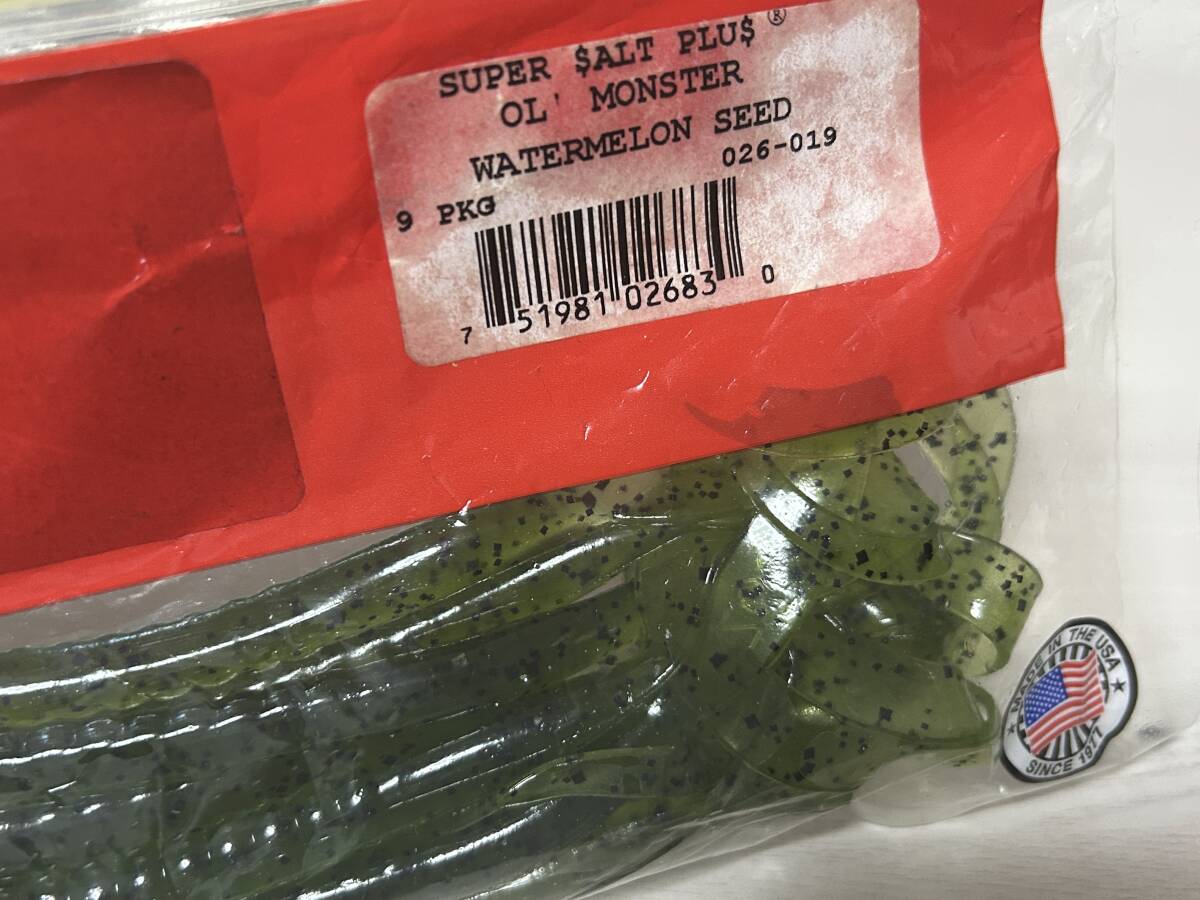 SUPER $ALT PLU$ ®
OL' MONSTER
WATERMELON SEED
026-019
9 PKG
7 51981 02683 0
MADE IN THE USA
SINCE 1977